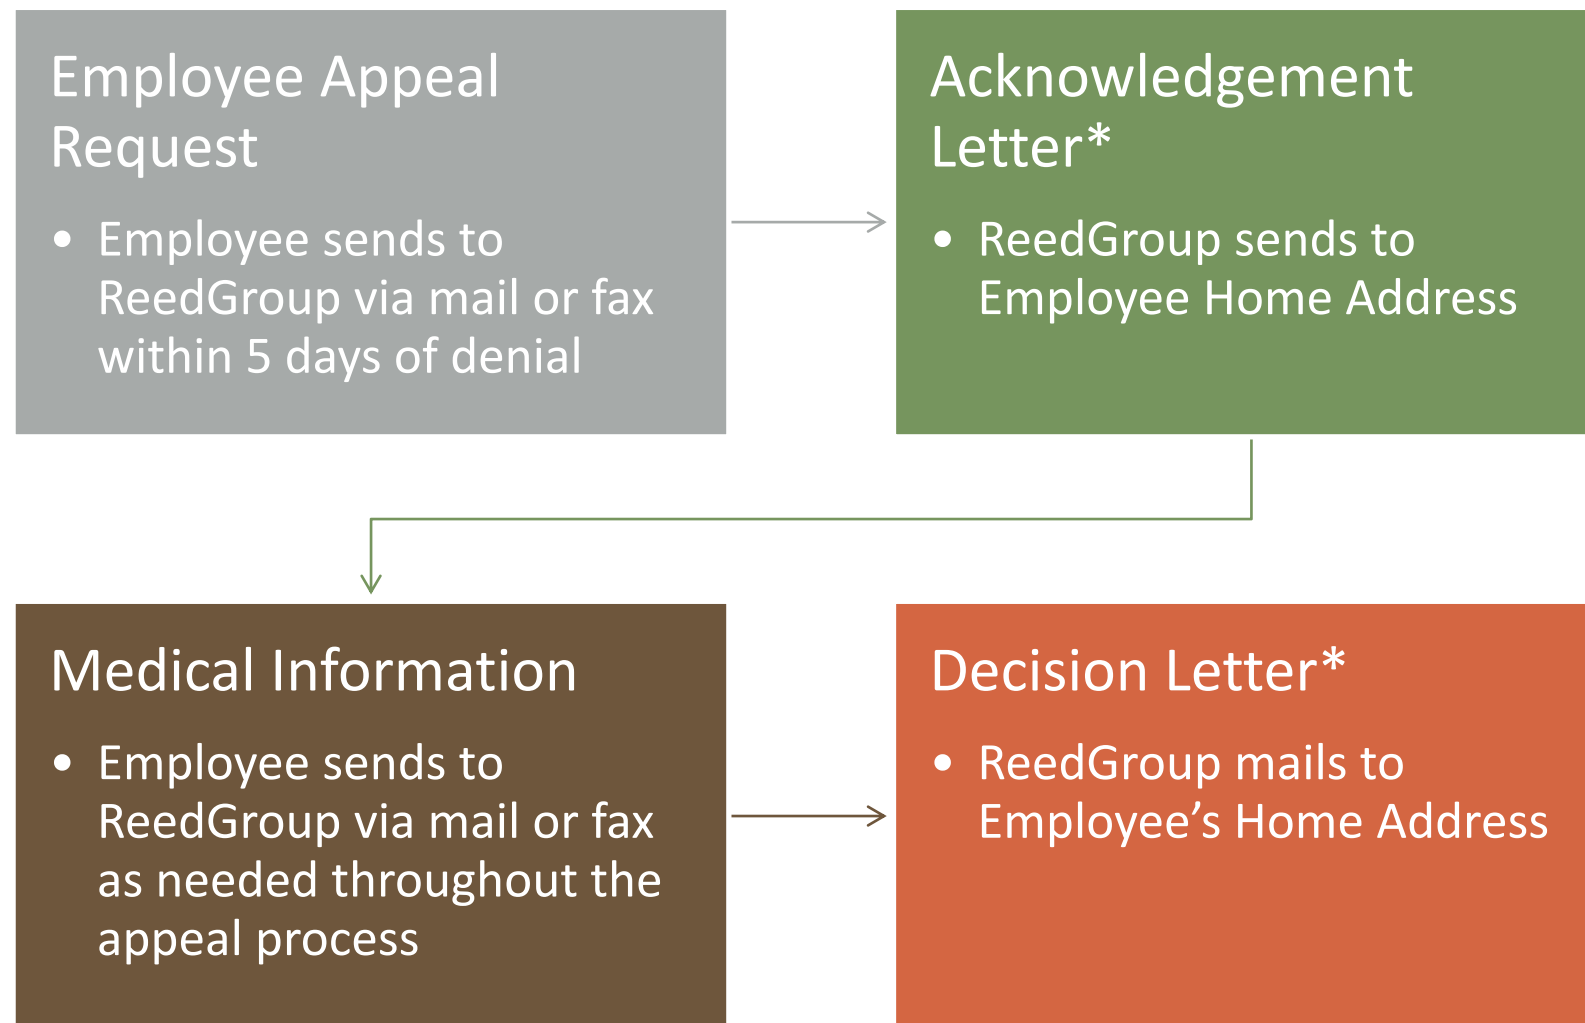 Employee Appeal
Request
• Employee sends to
ReedGroup via mail or fax
within 5 days of denial
Acknowledgement
Letter*
• ReedGroup sends to
Employee Home Address
Medical Information
• Employee sends to
ReedGroup via mail or fax
as needed throughout the
appeal process
Decision Letter*
• ReedGroup mails to
Employee’s Home Address